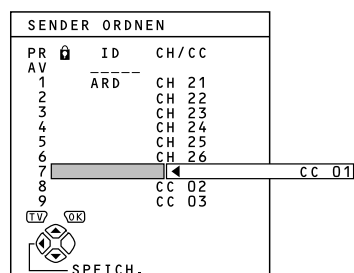 SENDER ORDNEN
PR ID CH/CC
AV _____
1 ARD CH 21
2 CH 22
3 CH 23
4 CH 24
5 CH 25
6 CH 26
7 CC 01
8 CC 02
9 CC 03
TV OK
SPEICH.